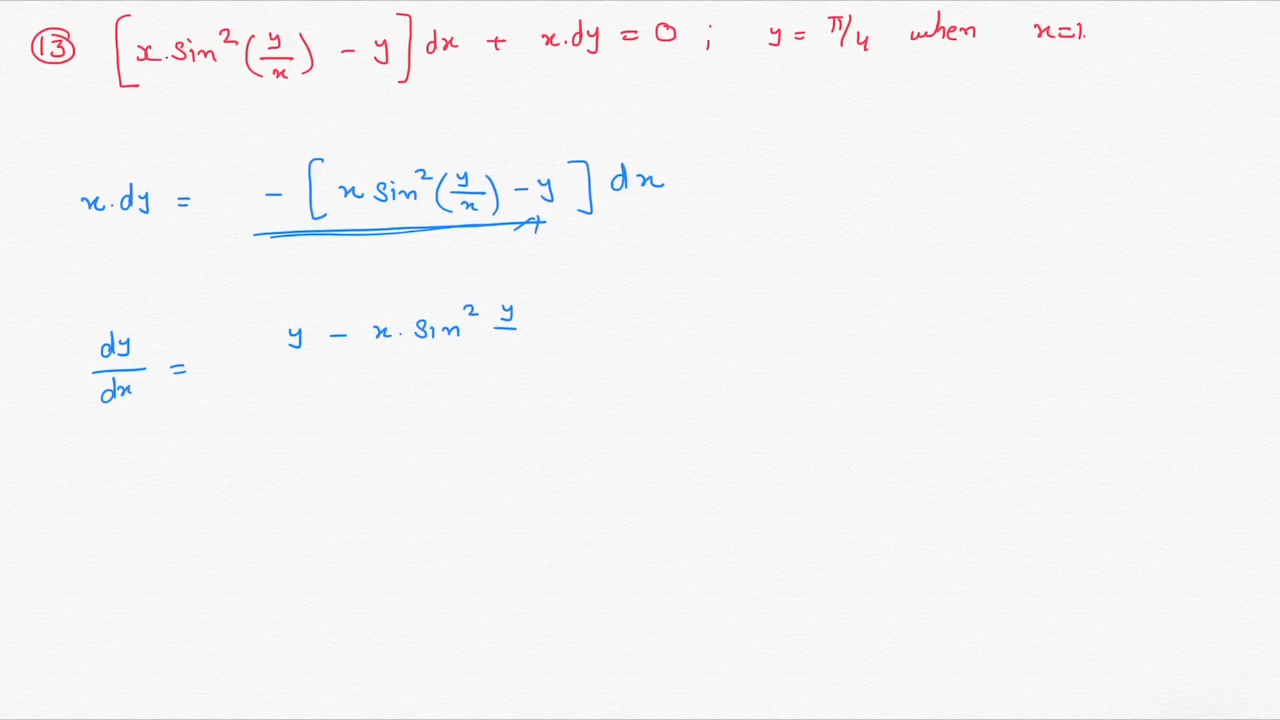 (13) [x.sin²(y/x) - y] dx + x.dy = 0 ; y = π/4 when x=1.
x.dy = - [x sin²(y/x) - y] dx
dy/dx = y - x. sin² y